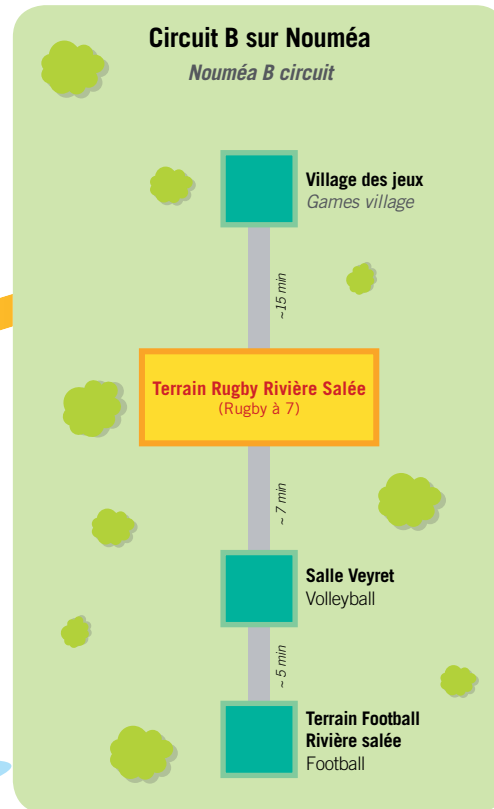 Circuit B sur Nouméa
Nouméa B circuit
Village des jeux
Games village
~15 min
Terrain Rugby Rivière Salée
(Rugby à 7)
~ 7 min
Salle Veyret
Volleyball
~ 5 min
Terrain Football
Rivière salée
Football